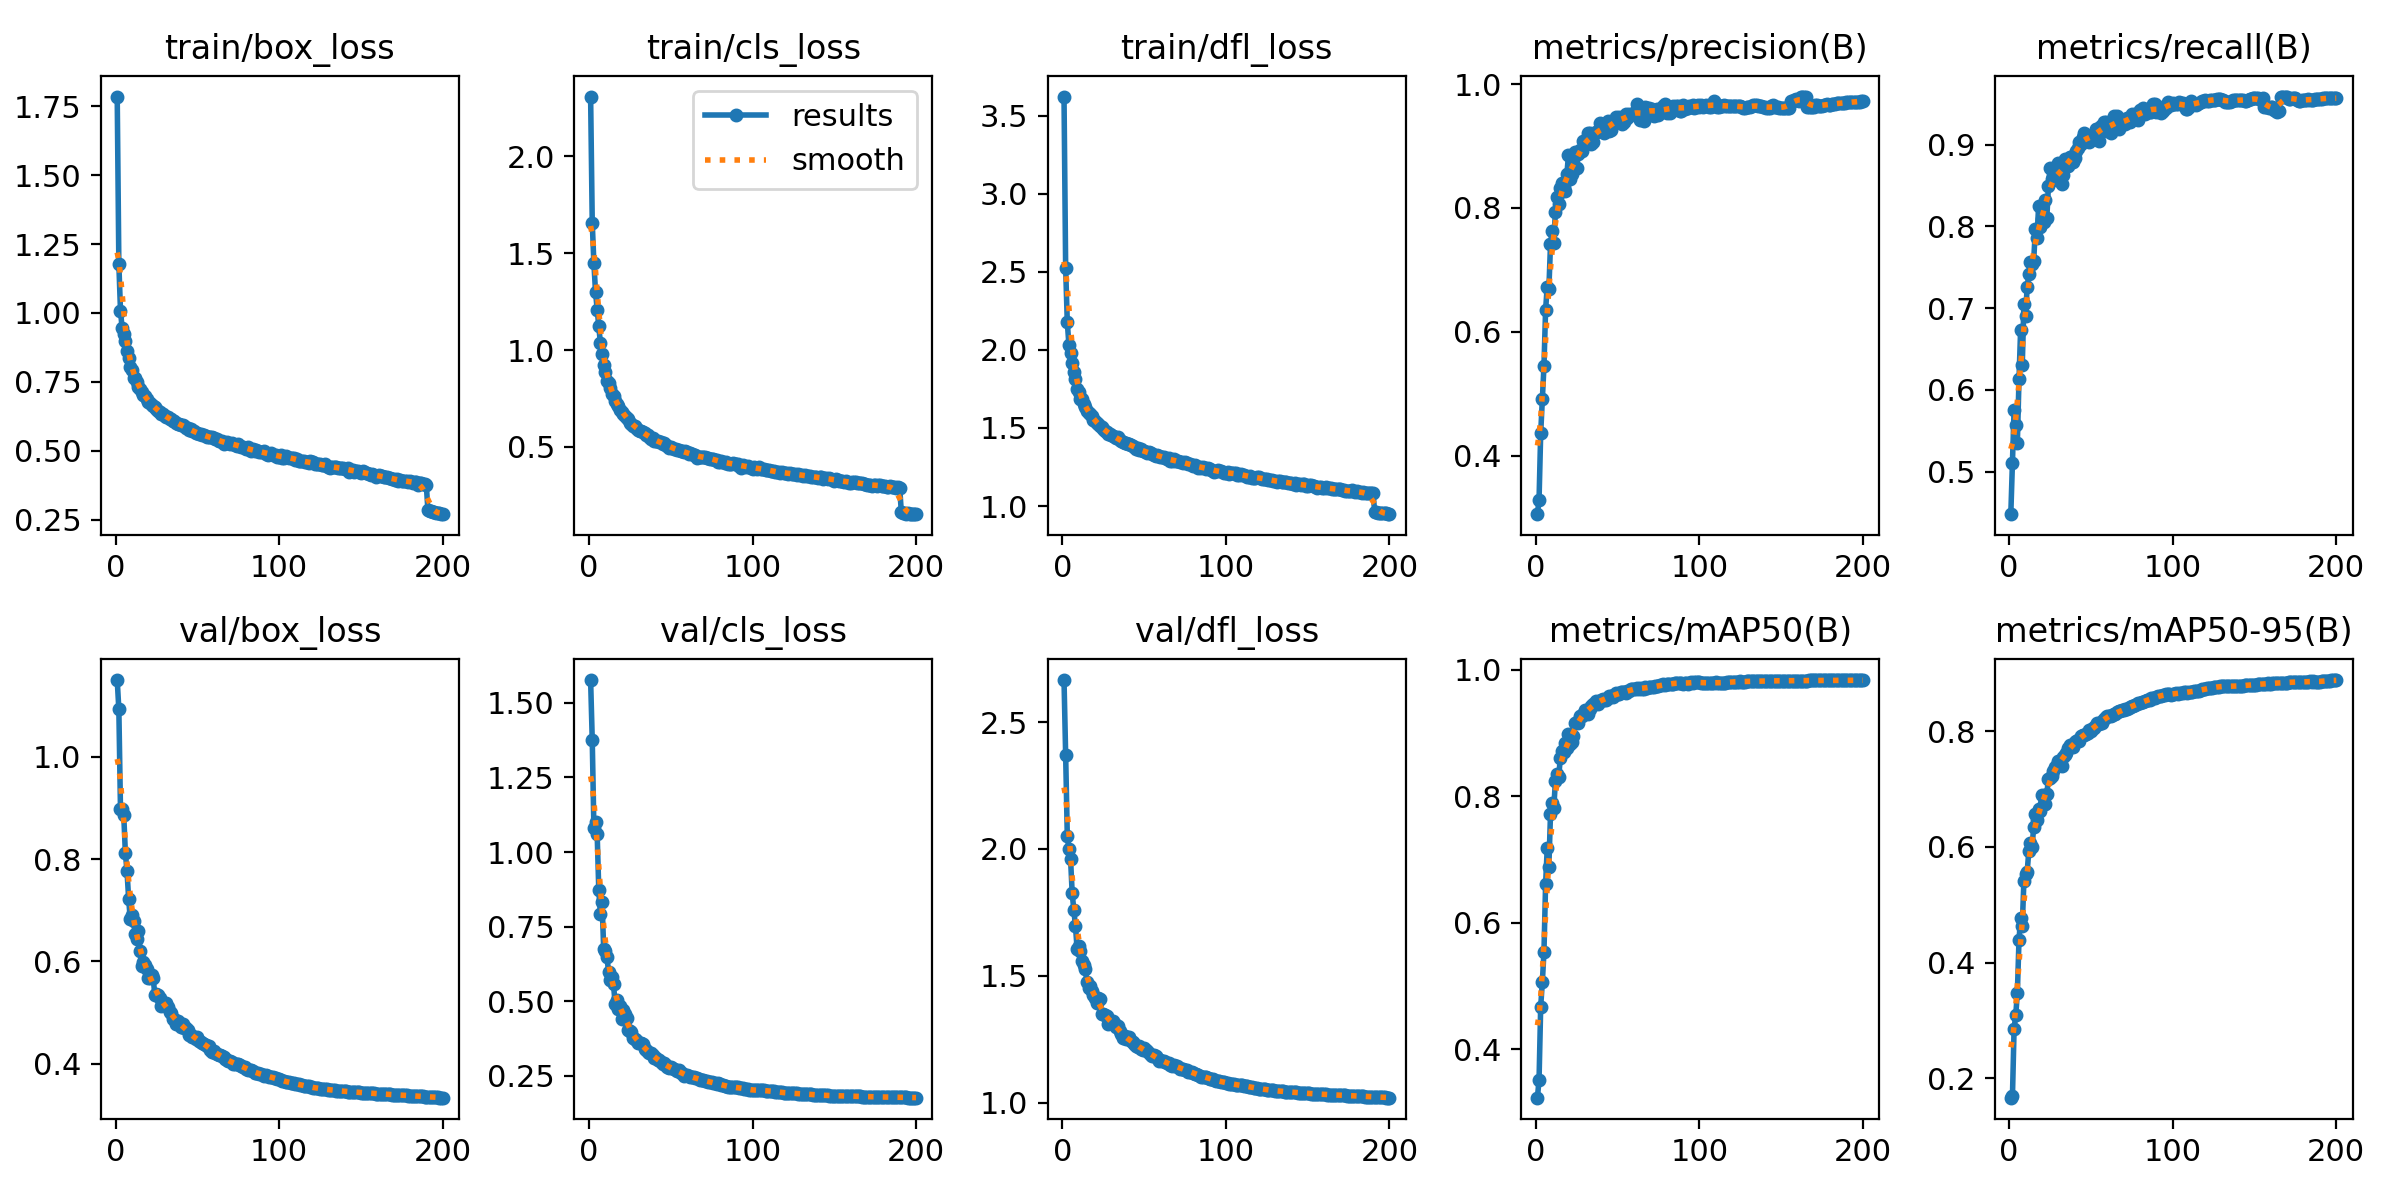 train/box_loss
1.75
1.50
1.25
1.00
0.75
0.50
0.25
0 100 200
train/cls_loss
results
smooth
2.0
1.5
1.0
0.5
0 100 200
train/dfl_loss
3.5
3.0
2.5
2.0
1.5
1.0
0 100 200
metrics/precision(B)
1.0
0.8
0.6
0.4
0 100 200
metrics/recall(B)
0.9
0.8
0.7
0.6
0.5
0 100 200
val/box_loss
1.0
0.8
0.6
0.4
0 100 200
val/cls_loss
1.50
1.25
1.00
0.75
0.50
0.25
0 100 200
val/dfl_loss
2.5
2.0
1.5
1.0
0 100 200
metrics/mAP50(B)
1.0
0.8
0.6
0.4
0 100 200
metrics/mAP50-95(B)
0.8
0.6
0.4
0.2
0 100 200